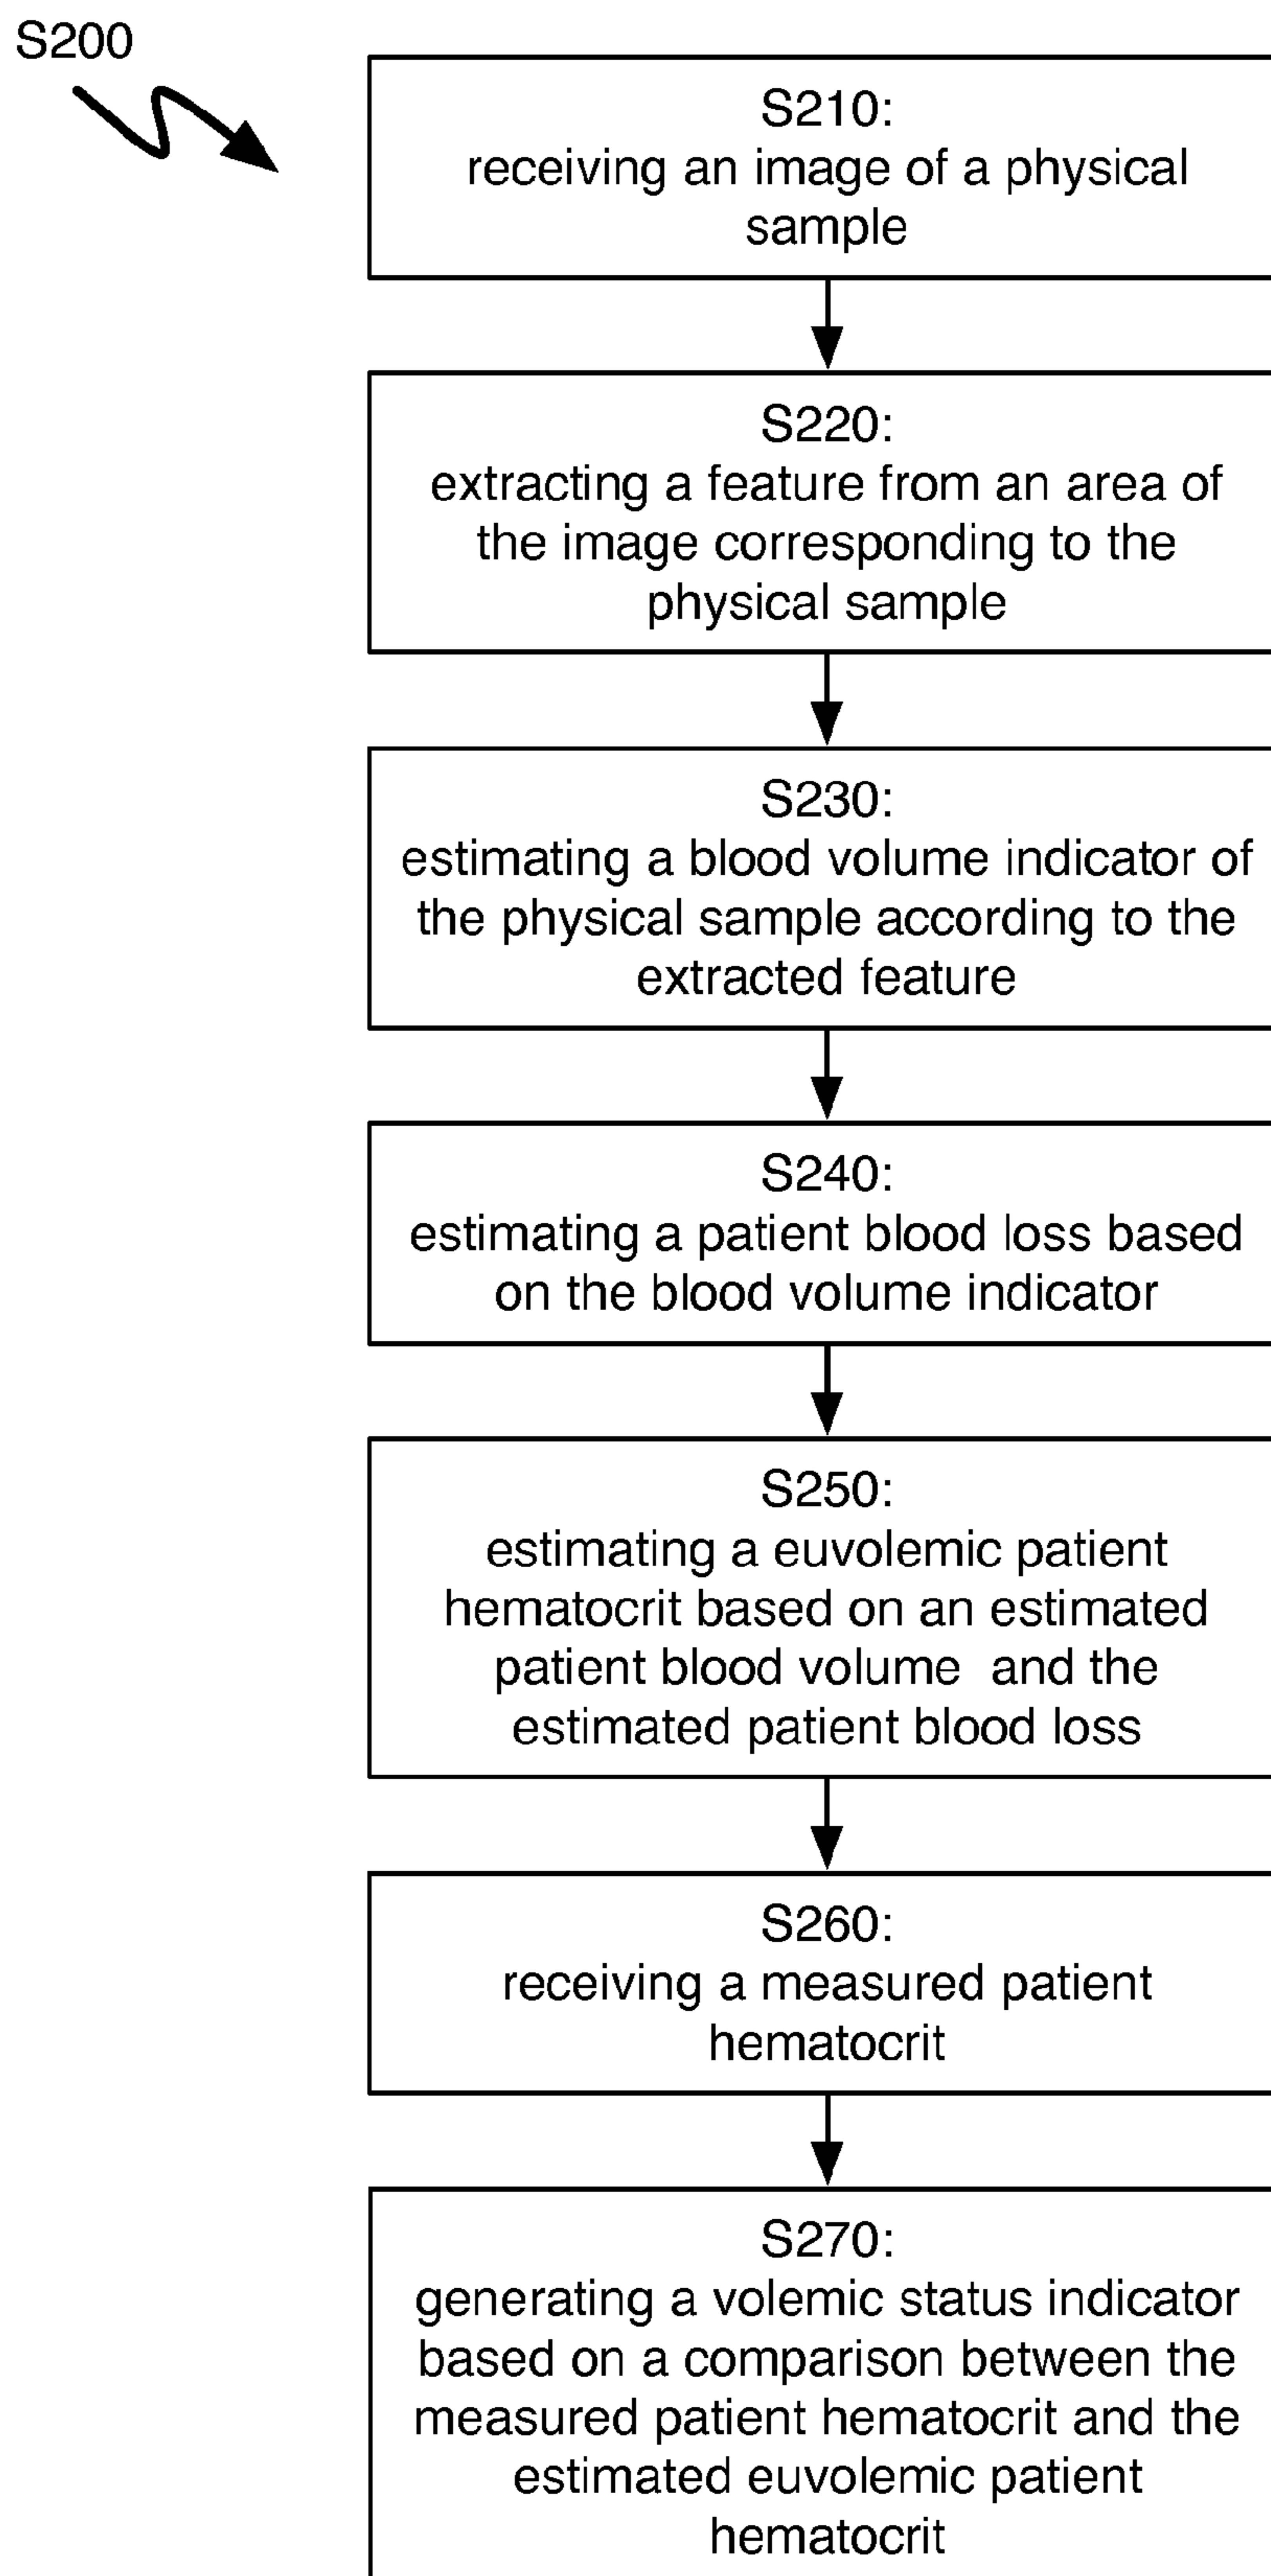 S200
S210:
receiving an image of a physical
sample
S220:
extracting a feature from an area of
the image corresponding to the
physical sample
S230:
estimating a blood volume indicator of
the physical sample according to the
extracted feature
S240:
estimating a patient blood loss based
on the blood volume indicator
S250:
estimating a euvolemic patient
hematocrit based on an estimated
patient blood volume  and the
estimated patient blood loss
S260:
receiving a measured patient
hematocrit
S270:
generating a volemic status indicator
based on a comparison between the
measured patient hematocrit and the
estimated euvolemic patient
hematocrit